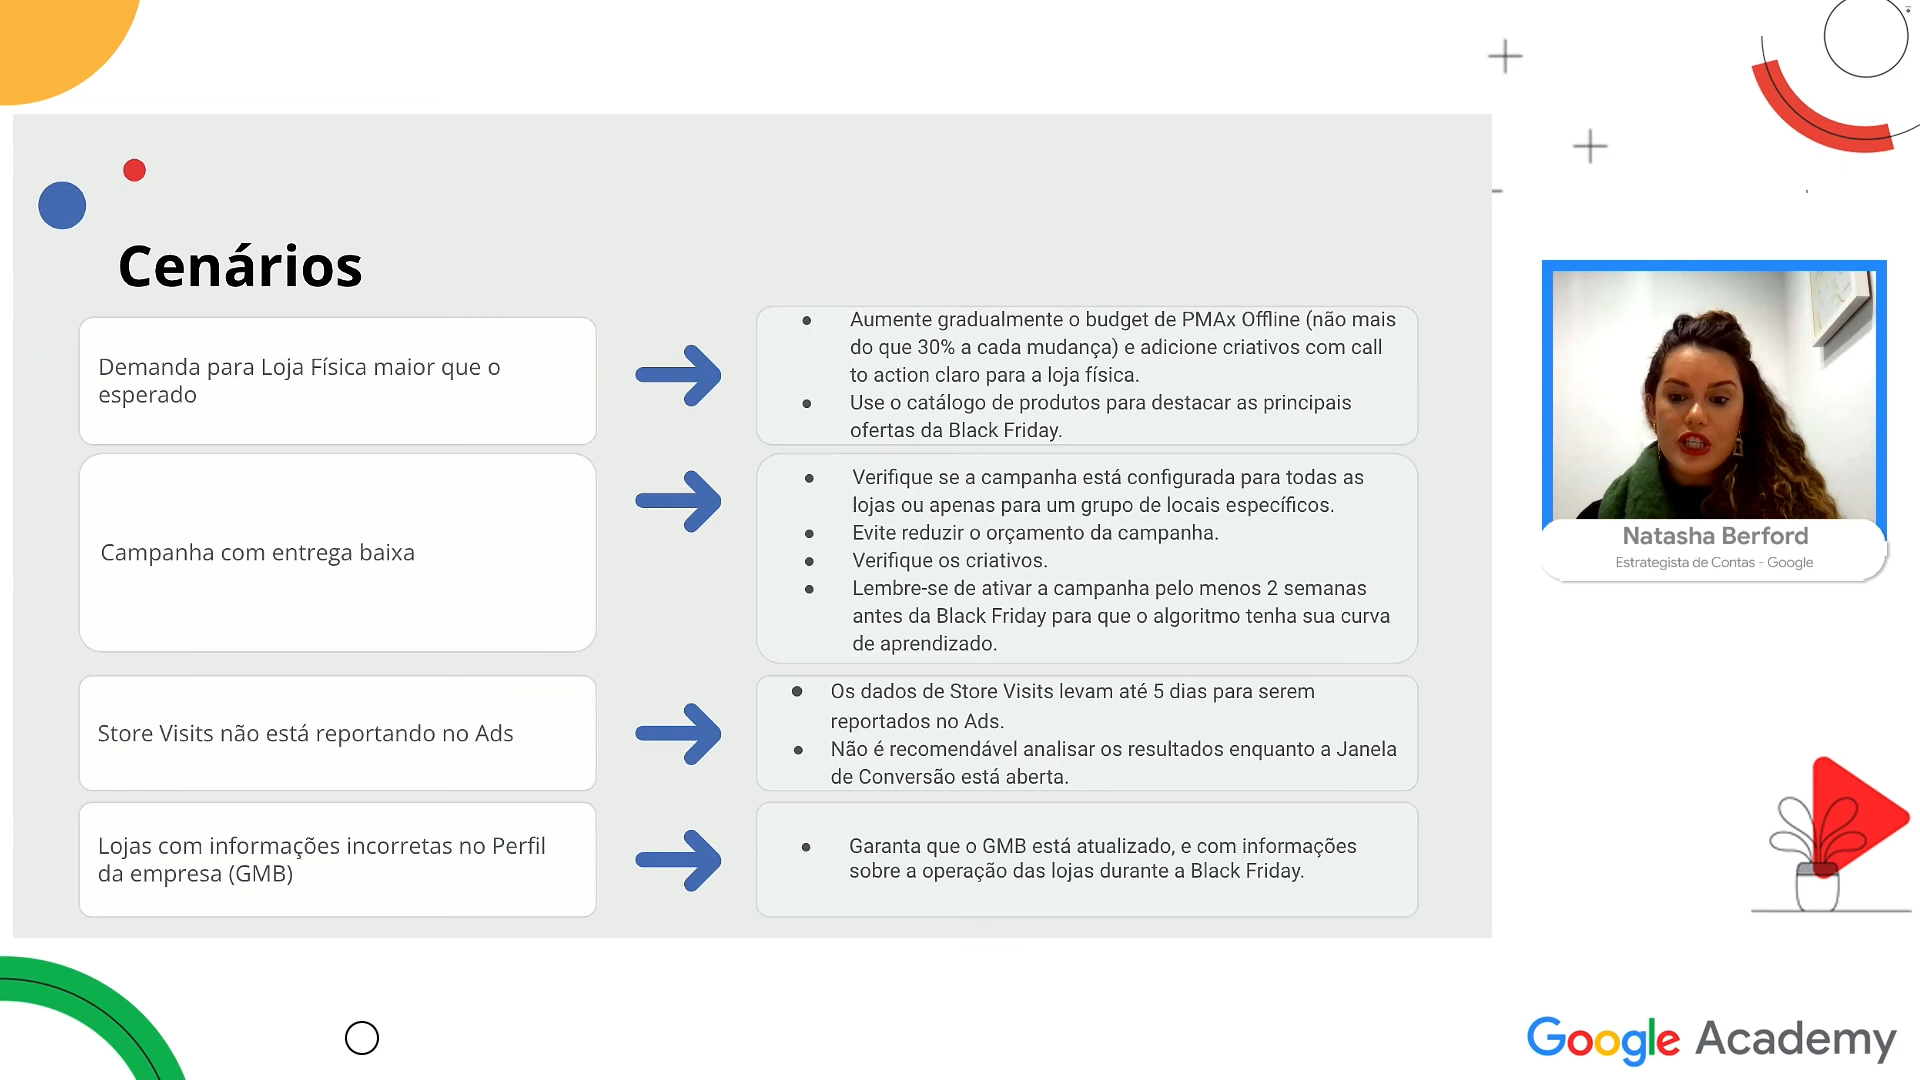 Cenários
Demanda para Loja Física maior que o
esperado
● Aumente gradualmente o budget de PMAx Offline (não mais
do que 30% a cada mudança) e adicione criativos com call
to action claro para a loja física.
● Use o catálogo de produtos para destacar as principais
ofertas da Black Friday.
Campanha com entrega baixa
● Verifique se a campanha está configurada para todas as
lojas ou apenas para um grupo de locais específicos.
● Evite reduzir o orçamento da campanha.
● Verifique os criativos.
● Lembre-se de ativar a campanha pelo menos 2 semanas
antes da Black Friday para que o algoritmo tenha sua curva
de aprendizado.
Store Visits não está reportando no Ads
● Os dados de Store Visits levam até 5 dias para serem
reportados no Ads.
● Não é recomendável analisar os resultados enquanto a Janela
de Conversão está aberta.
Lojas com informações incorretas no Perfil
da empresa (GMB)
● Garanta que o GMB está atualizado, e com informações
sobre a operação das lojas durante a Black Friday.
Natasha Berford
Estrategista de Contas - Google
Google Academy